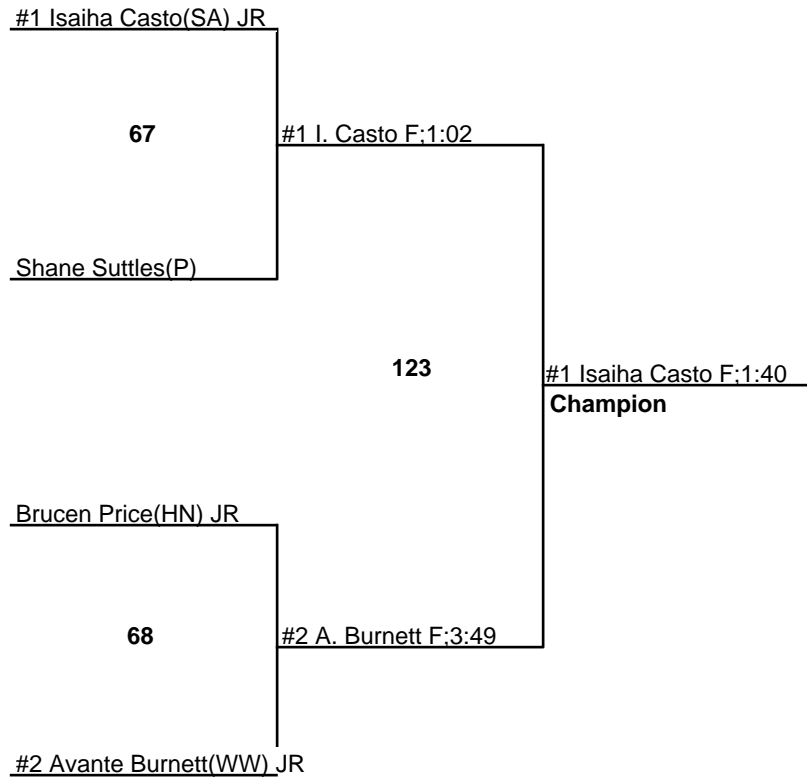 #1 Isaiha Casto(SA) JR
67
#1 I. Casto F;1:02
Shane Suttles(P)
123
#1 Isaiha Casto F;1:40
Champion
Brucen Price(HN) JR
68
#2 A. Burnett F;3:49
#2 Avante Burnett(WW) JR